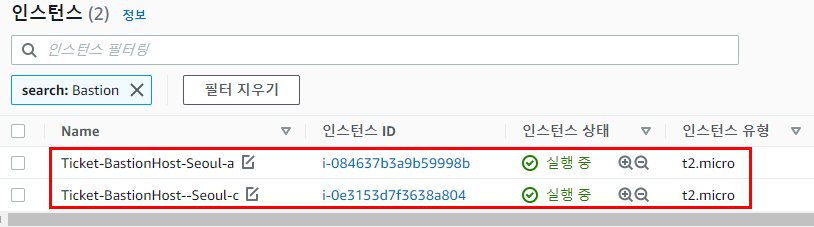 인스턴스 (2) 정보
인스턴스 필터링
search: Bastion 필터 지우기
Name 인스턴스 ID 인스턴스 상태 인스턴스 유형
Ticket-BastionHost-Seoul-a i-084637b3a9b59998b 실행 중 t2.micro
Ticket-BastionHost--Seoul-c i-0e3153d7f3638a804 실행 중 t2.micro